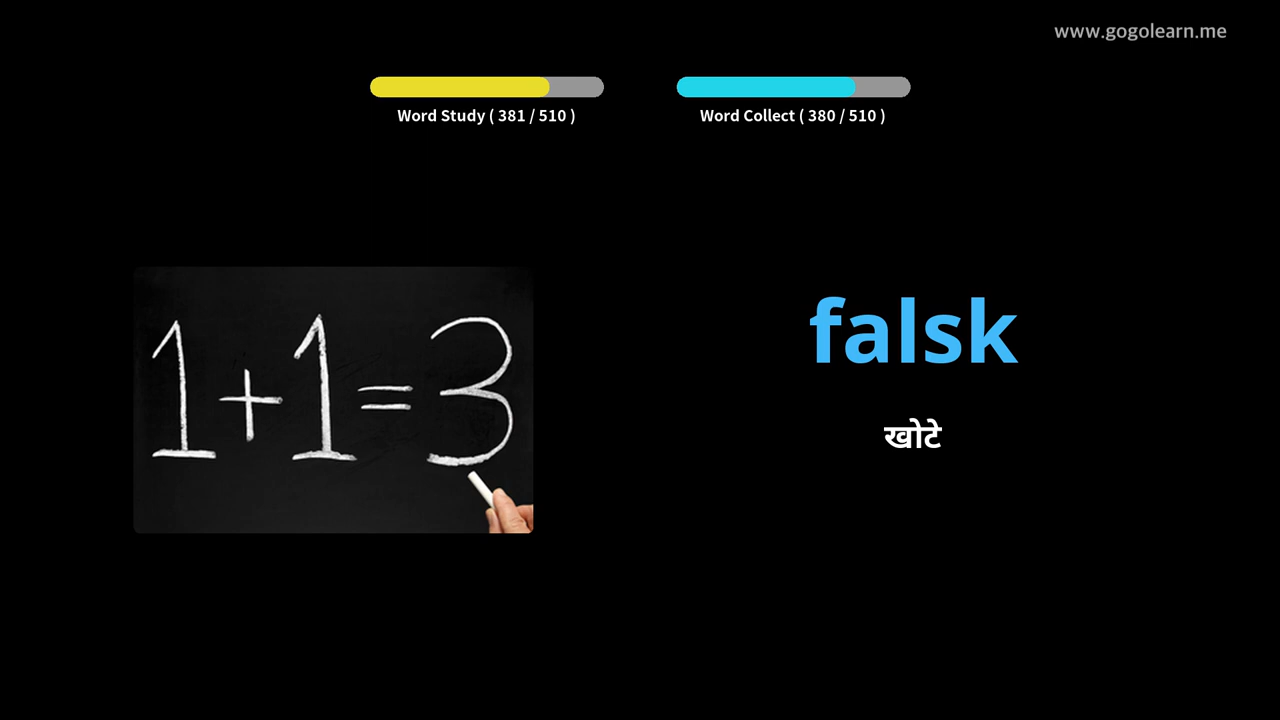 www.gogolearn.me
Word Study ( 381 / 510 )
Word Collect ( 380 / 510 )
1+1=3
falsk
खोटे